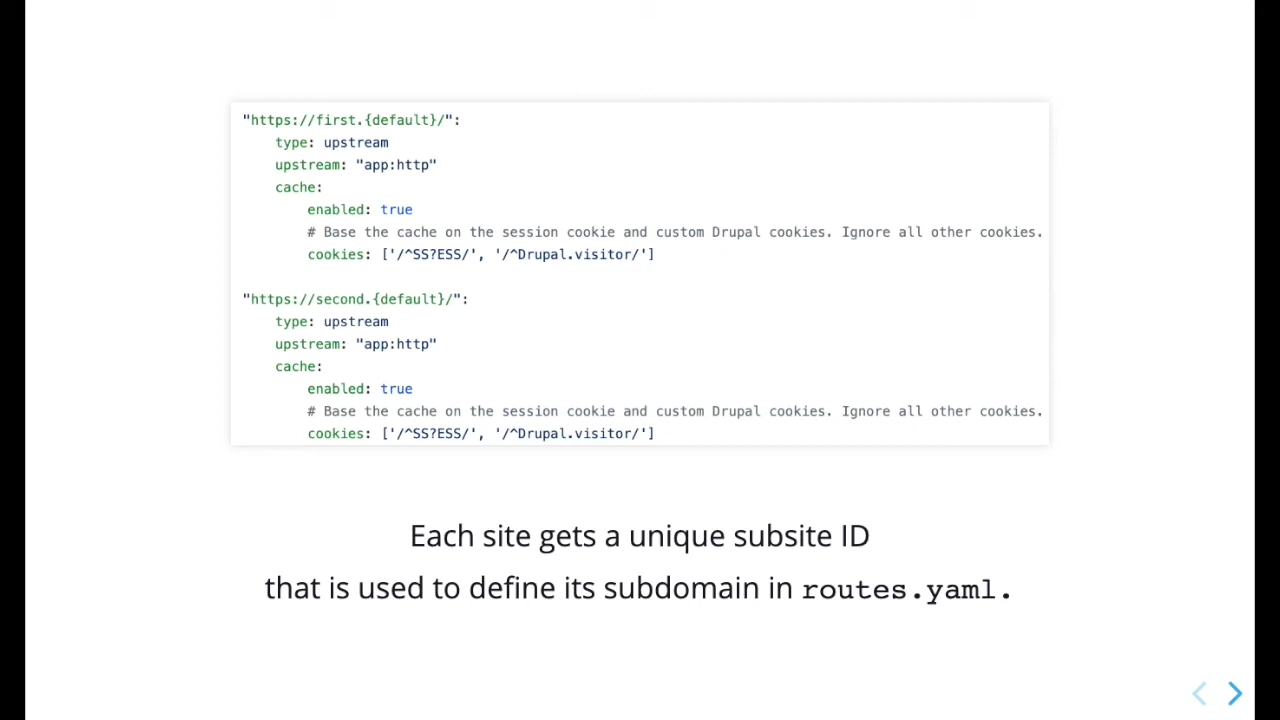 "https://first.{default}/":
    type: upstream
    upstream: "app:http"
    cache:
        enabled: true
        # Base the cache on the session cookie and custom Drupal cookies. Ignore all other cookies.
        cookies: ['/^SS?ESS/', '/^Drupal.visitor/']
"https://second.{default}/":
    type: upstream
    upstream: "app:http"
    cache:
        enabled: true
        # Base the cache on the session cookie and custom Drupal cookies. Ignore all other cookies.
        cookies: ['/^SS?ESS/', '/^Drupal.visitor/']
Each site gets a unique subsite ID
that is used to define its subdomain in routes.yaml.